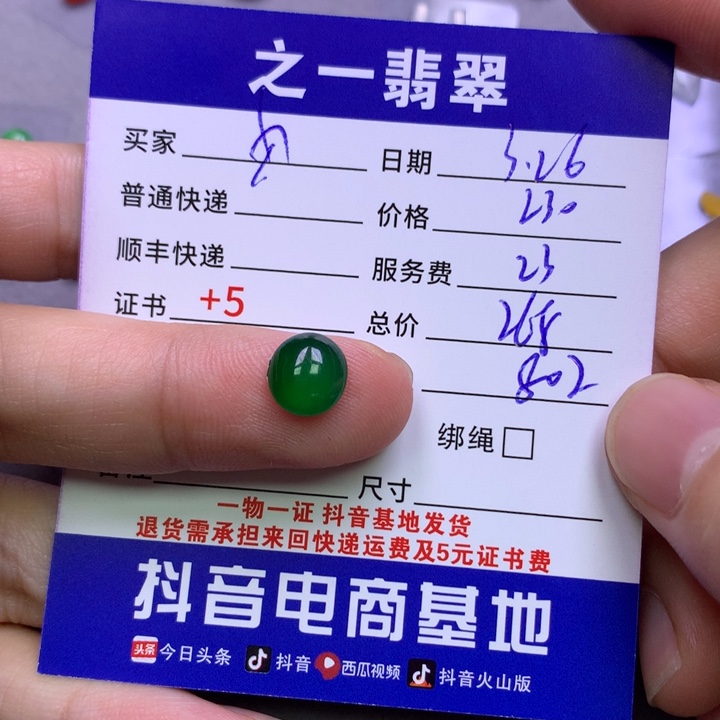 之一翡翠
买家 日期 5.26
普通快递 价格 230
顺丰快递 服务费 23
证书 +5 总价 268
802
绑绳
尺寸
一物一证 抖音基地发货
退货需承担来回快递运费及5元证书费
抖音电商基地
头条 今日头条 抖音 西瓜视频 抖音火山版